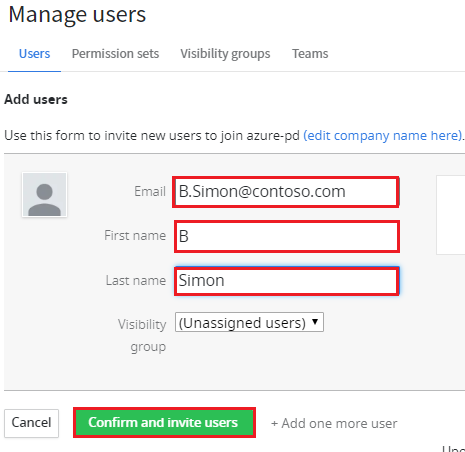 Manage users
Users Permission sets Visibility groups Teams
Add users
Use this form to invite new users to join azure-pd (edit company name here).
Email B.Simon@contoso.com
First name B
Last name Simon
Visibility (Unassigned users)
group
Cancel Confirm and invite users + Add one more user